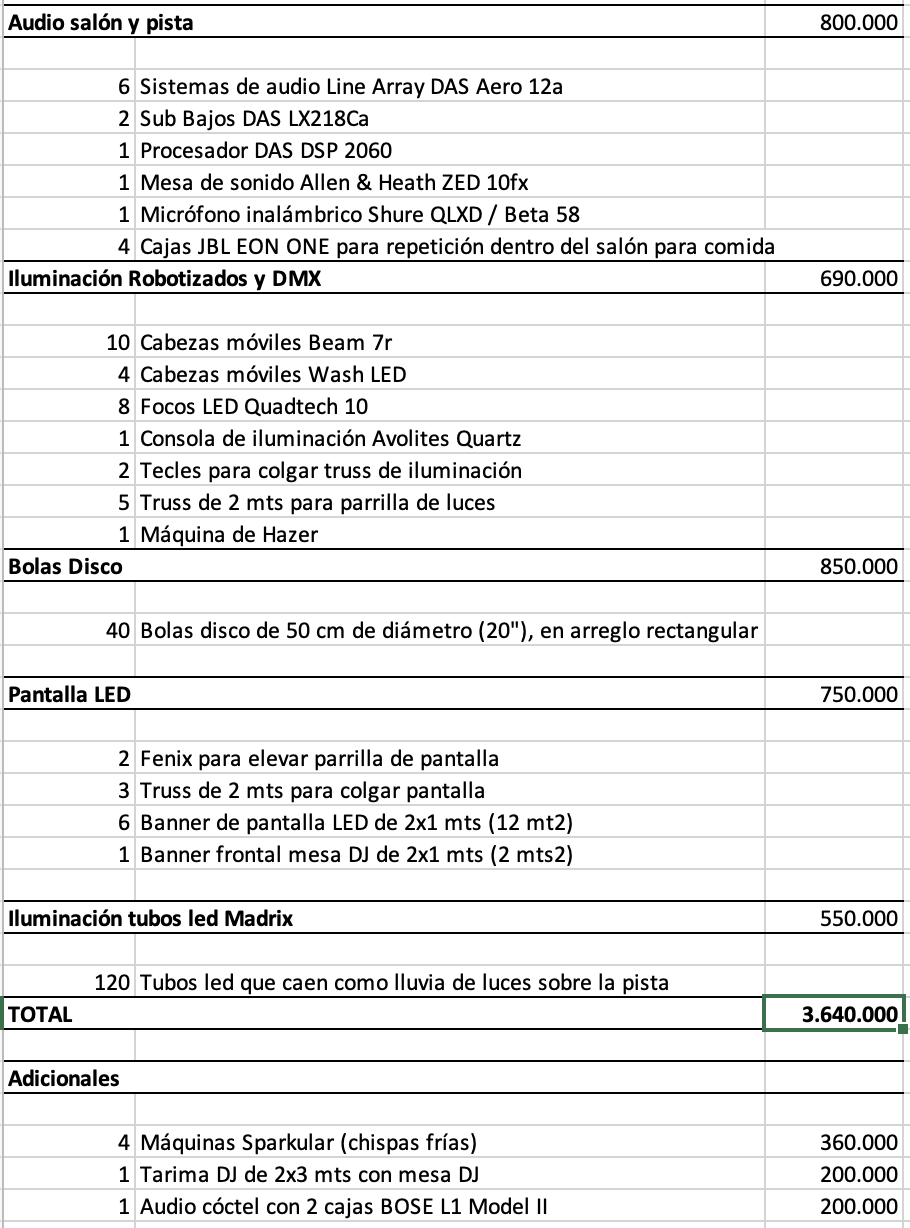 Audio salón y pista 800.000
6 Sistemas de audio Line Array DAS Aero 12a
2 Sub Bajos DAS LX218Ca
1 Procesador DAS DSP 2060
1 Mesa de sonido Allen & Heath ZED 10fx
1 Micrófono inalámbrico Shure QLXD / Beta 58
4 Cajas JBL EON ONE para repetición dentro del salón para comida
Iluminación Robotizados y DMX 690.000
10 Cabezas móviles Beam 7r
4 Cabezas móviles Wash LED
8 Focos LED Quadtech 10
1 Consola de iluminación Avolites Quartz
2 Tecles para colgar truss de iluminación
5 Truss de 2 mts para parrilla de luces
1 Máquina de Hazer
Bolas Disco 850.000
40 Bolas disco de 50 cm de diámetro (20"), en arreglo rectangular
Pantalla LED 750.000
2 Fenix para elevar parrilla de pantalla
3 Truss de 2 mts para colgar pantalla
6 Banner de pantalla LED de 2x1 mts (12 mt2)
1 Banner frontal mesa DJ de 2x1 mts (2 mts2)
Iluminación tubos led Madrix 550.000
120 Tubos led que caen como lluvia de luces sobre la pista
TOTAL 3.640.000
Adicionales
4 Máquinas Sparkular (chispas frías) 360.000
1 Tarima DJ de 2x3 mts con mesa DJ 200.000
1 Audio cóctel con 2 cajas BOSE L1 Model II 200.000